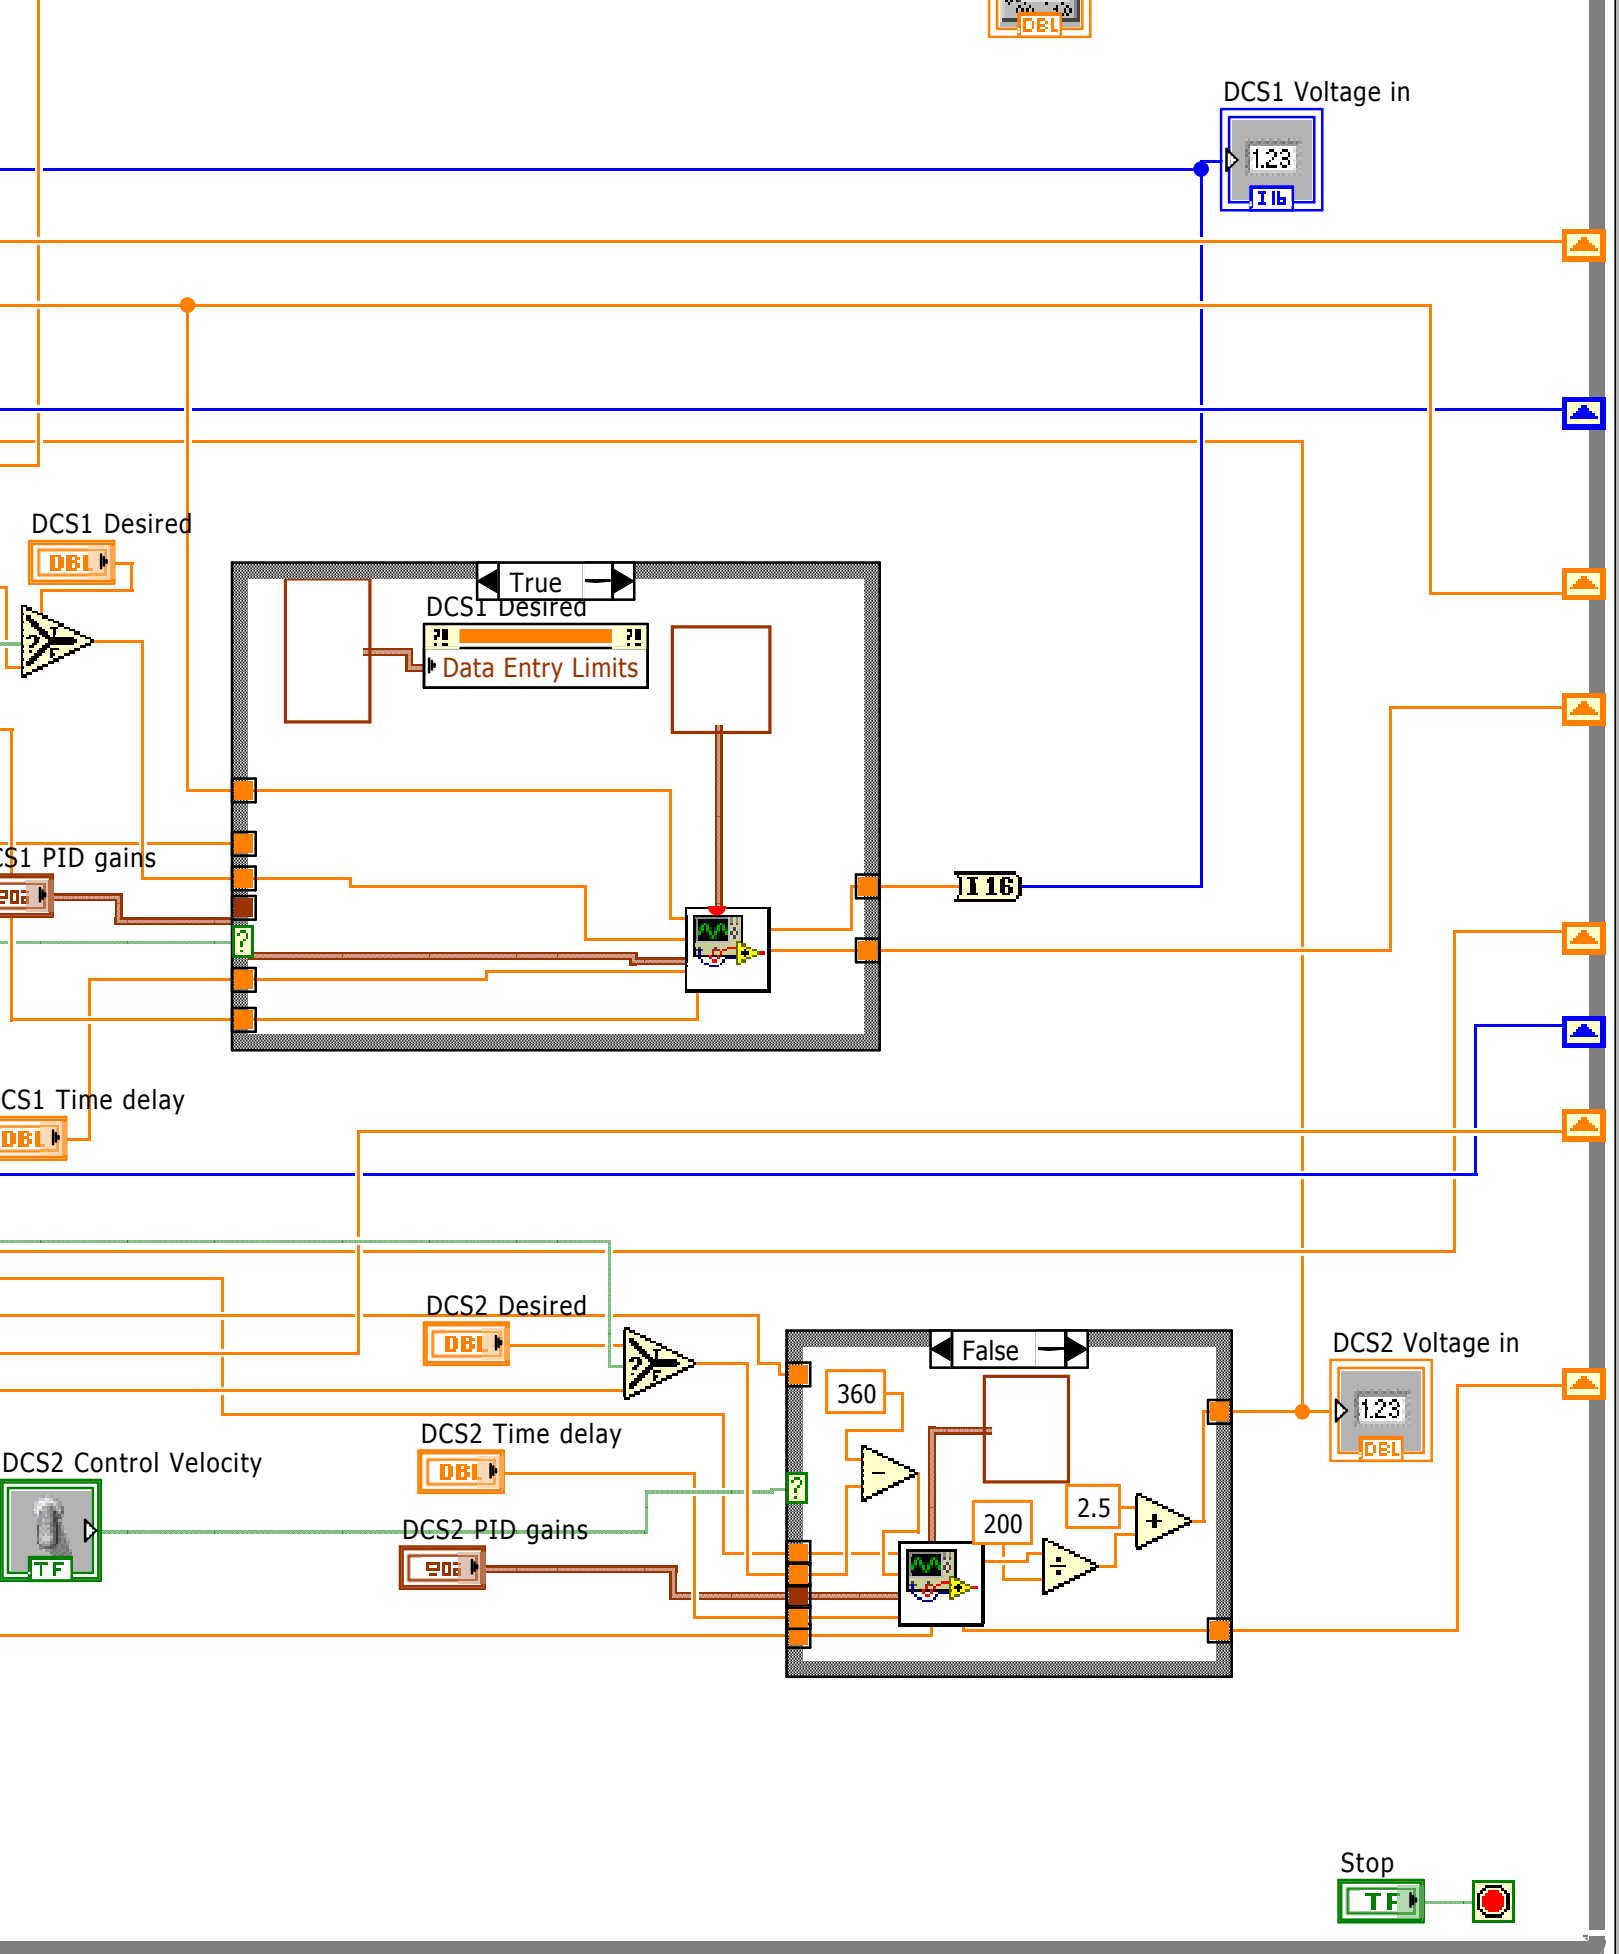 DBL
DCS1 Voltage in
1.23
I16
DCS1 Desired
DBL
True
DCS1 Desired
Data Entry Limits
CS1 PID gains
I16
CS1 Time delay
DBL
DCS2 Desired
DBL
False
DCS2 Voltage in
1.23
DBL
360
DCS2 Time delay
DBL
DCS2 Control Velocity
TF
2.5
200
DCS2 PID gains
Stop
TF